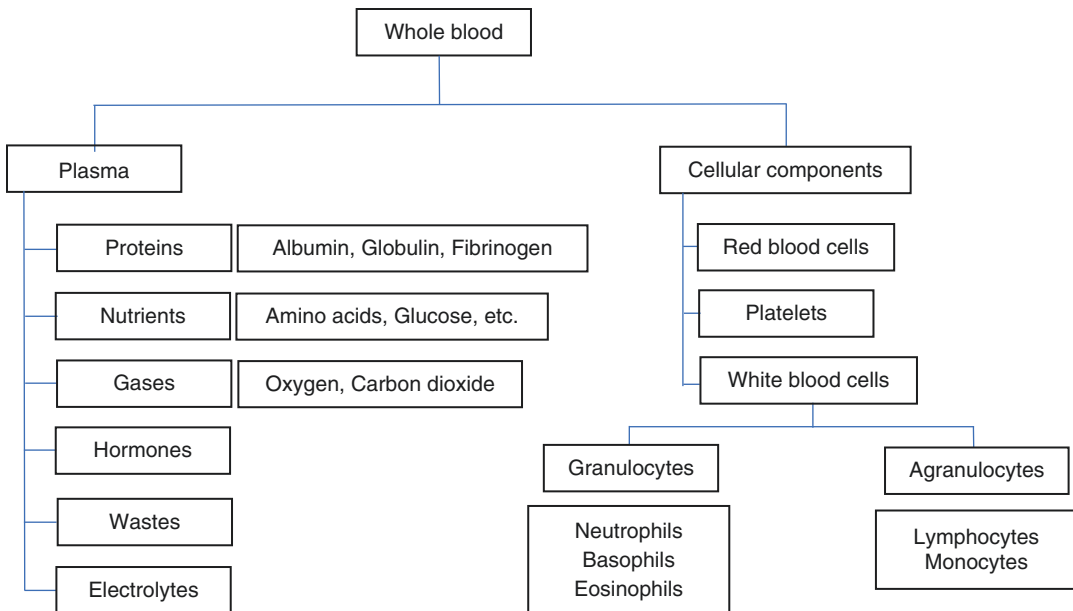 Whole blood
Plasma
Cellular components
Proteins
Albumin, Globulin, Fibrinogen
Nutrients
Amino acids, Glucose, etc.
Gases
Oxygen, Carbon dioxide
Hormones
Wastes
Electrolytes
Red blood cells
Platelets
White blood cells
Granulocytes
Neutrophils
Basophils
Eosinophils
Agranulocytes
Lymphocytes
Monocytes